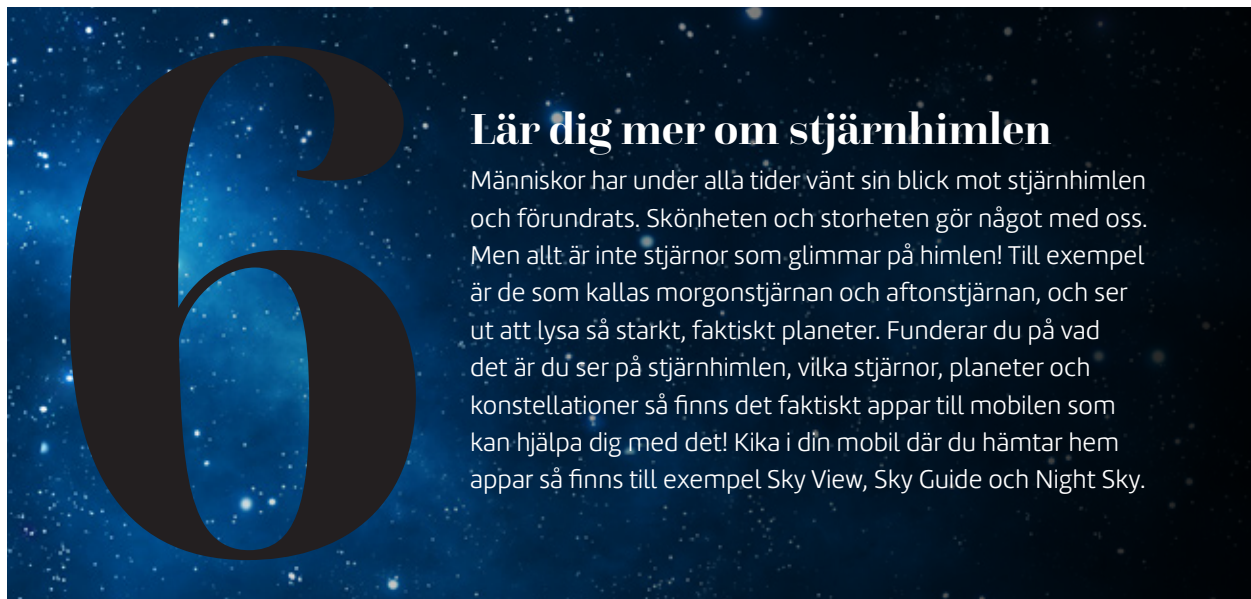 6
Lär dig mer om stjärnhimlen
Människor har under alla tider vänt sin blick mot stjärnhimlen
och förundrats. Skönheten och storheten gör något med oss.
Men allt är inte stjärnor som glimmar på himlen! Till exempel
är de som kallas morgonstjärnan och aftonstjärnan, och ser
ut att lysa så starkt, faktiskt planeter. Funderar du på vad
det är du ser på stjärnhimlen, vilka stjärnor, planeter och
konstellationer så finns det faktiskt appar till mobilen som
kan hjälpa dig med det! Kika i din mobil där du hämtar hem
appar så finns till exempel Sky View, Sky Guide och Night Sky.